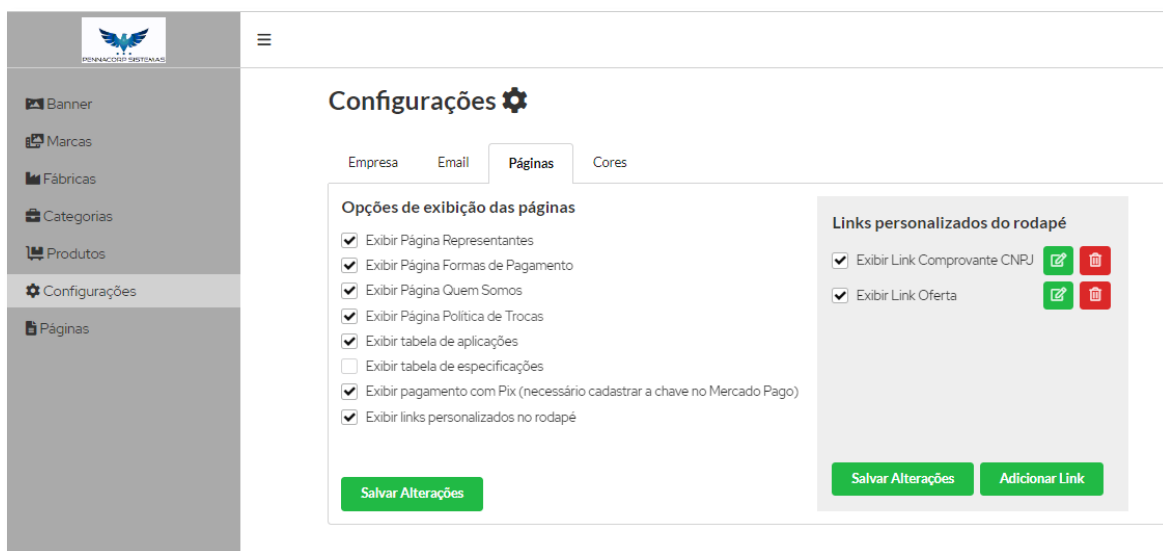 PENNACORP SISTEMAS
Banner
Marcas
Fábricas
Categorias
Produtos
Configurações
Páginas
Configurações
Empresa Email Páginas Cores
Opções de exibição das páginas
Exibir Página Representantes
Exibir Página Formas de Pagamento
Exibir Página Quem Somos
Exibir Página Política de Trocas
Exibir tabela de aplicações
Exibir tabela de especificações
Exibir pagamento com Pix (necessário cadastrar a chave no Mercado Pago)
Exibir links personalizados no rodapé
Salvar Alterações
Links personalizados do rodapé
Exibir Link Comprovante CNPJ
Exibir Link Oferta
Salvar Alterações Adicionar Link